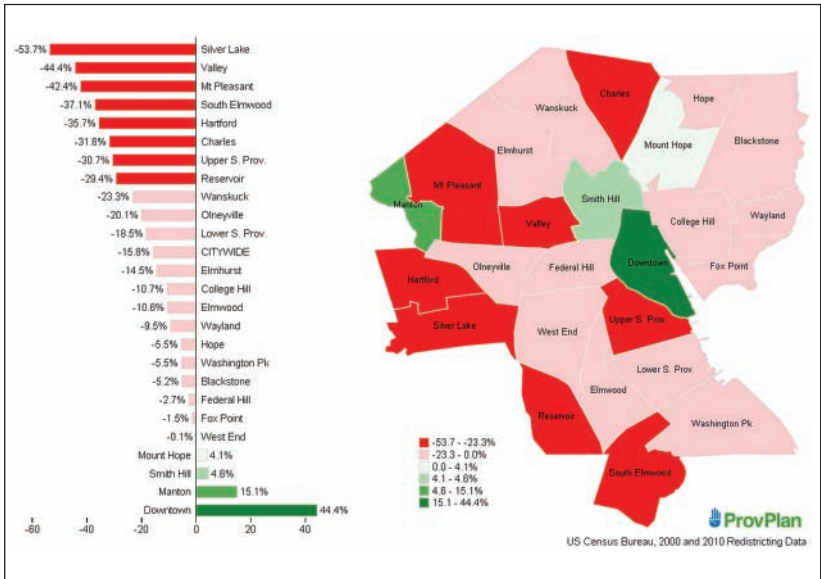 -53.7% Silver Lake
-44.4% Valley
-42.4% Mt Pleasant
-37.1% South Elmwood
-35.7% Hartford
-31.8% Charles
-30.7% Upper S. Prov.
-29.4% Reservoir
-23.3% Wanskuck
-20.1% Olneyville
-18.5% Lower S. Prov.
-15.8% CITYWIDE
-14.5% Elmhurst
-10.7% College Hill
-10.6% Elmwood
-9.5% Wayland
-5.5% Hope
-5.5% Washington Pk
-5.2% Blackstone
-2.7% Federal Hill
-1.5% Fox Point
-0.1% West End
Mount Hope 4.1%
Smith Hill 4.6%
Manton 15.1%
Downtown 44.4%
-60 -40 -20 0 20 40
Charles
Hope
Wanskuck
Blackstone
Mount Hope
Elmhurst
Mt Pleasant
Smith Hill
Manton
Valley
College Hill
Wayland
Downtown
Olneyville
Federal Hill
Fox Point
Hartford
Silver Lake
West End
Upper S. Prov.
Lower S. Prov.
Elmwood
Reservoir
Washington Pk
South Elmwood
-53.7 - -23.3%
-23.3 - 0.0%
0.0 - 4.1%
4.1 - 4.6%
4.6 - 15.1%
15.1 - 44.4%
ProvPlan
US Census Bureau, 2000 and 2010 Redistricting Data